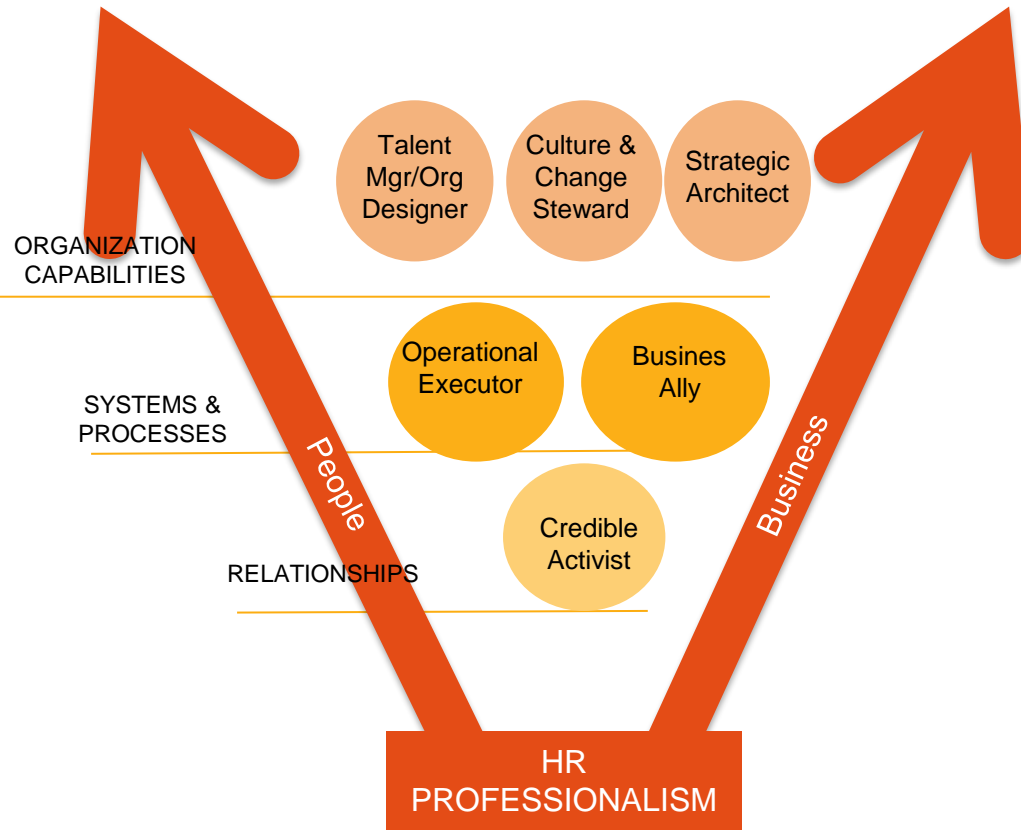 Talent
Mgr/Org
Designer
Culture &
Change
Steward
Strategic
Architect
ORGANIZATION
CAPABILITIES
Operational
Executor
Busines
Ally
SYSTEMS &
PROCESSES
People
Business
Credible
Activist
RELATIONSHIPS
HR
PROFESSIONALISM